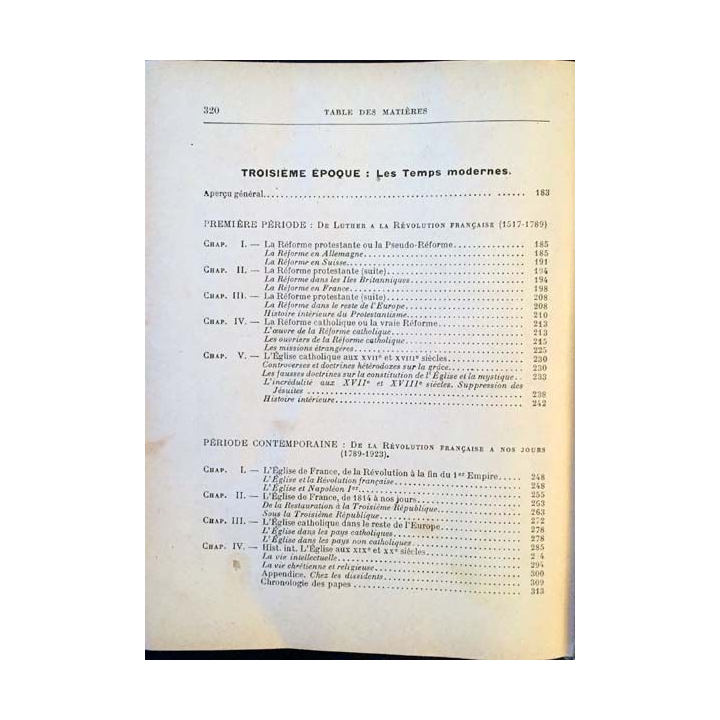 320 TABLE DES MATIÈRES
TROISIÈME ÉPOQUE : Les Temps modernes.
Aperçu général 183
PREMIÈRE PÉRIODE : DE LUTHER A LA RÉVOLUTION FRANÇAISE (1517-1789)
CHAP. I. — La Réforme protestante ou la Pseudo-Réforme 185
La Réforme en Allemagne 185
La Réforme en Suisse 191
CHAP. II. — La Réforme protestante (suite) 194
La Réforme dans les Iles Britanniques 194
La Réforme en France 198
CHAP. III. — La Réforme protestante (suite) 208
La Réforme dans le reste de l'Europe 208
Histoire intérieure du Protestantisme 210
CHAP. IV. — La Réforme catholique ou la vraie Réforme 213
L'œuvre de la Réforme catholique 213
Les ouvriers de la Réforme catholique 215
Les missions étrangères 225
CHAP. V. — L'Église catholique aux XVIIe et XVIIIe siècles 230
Controverses et doctrines hétérodoxes sur la grâce 230
Les fausses doctrines sur la constitution de l'Église et la mystique 233
L'incrédulité aux XVIIe et XVIIIe siècles. Suppression des
Jésuites 238
Histoire intérieure 242
PÉRIODE CONTEMPORAINE : DE LA RÉVOLUTION FRANÇAISE A NOS JOURS
(1789-1923).
CHAP. I. — L'Église de France, de la Révolution à la fin du 1er Empire 248
L'Église et la Révolution française 248
L'Église et Napoléon Ier 255
CHAP. II. — L'Église de France, de 1814 à nos jours 263
De la Restauration à la Troisième République 263
Sous la Troisième République 272
CHAP. III. — L'Église catholique dans le reste de l'Europe 278
L'Église dans les pays catholiques 278
L'Église dans les pays non catholiques 285
CHAP. IV. — Hist. int. L'Église aux XIXe et XXe siècles 2 4
La vie intellectuelle 294
La vie chrétienne et religieuse 300
Appendice. Chez les dissidents 309
Chronologie des papes 313